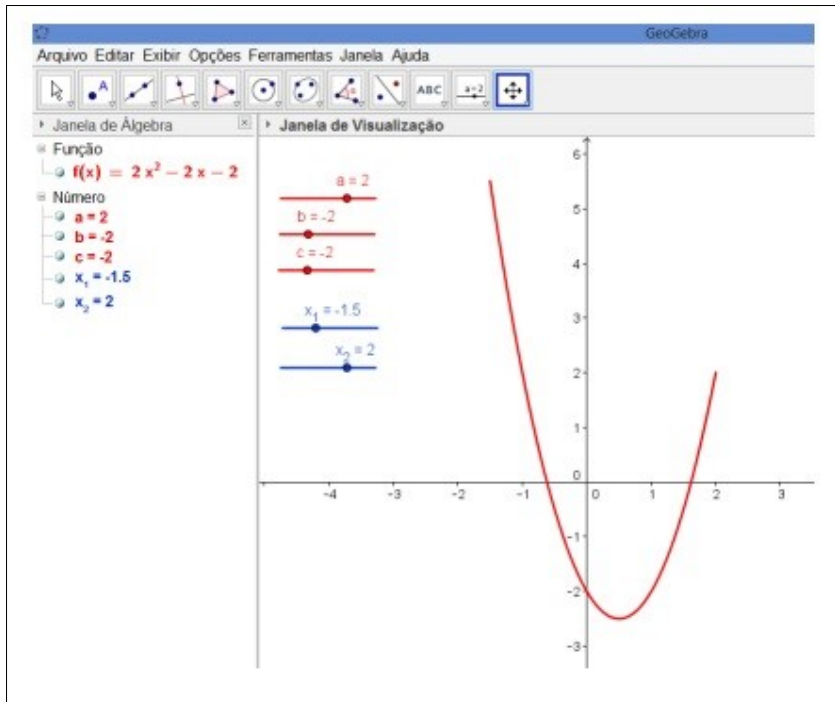 GeoGebra
Arquivo Editar Exibir Opções Ferramentas Janela Ajuda
A
ABC
a=2
Janela de Álgebra
Janela de Visualização
Função
f(x) = 2 x² − 2 x − 2
Número
a = 2
b = -2
c = -2
x₁ = -1.5
x₂ = 2
a = 2
b = -2
c = -2
x₁ = -1.5
x₂ = 2
6
5
4
3
2
1
0
-4 -3 -2 -1 0 1 2 3
-1
-2
-3